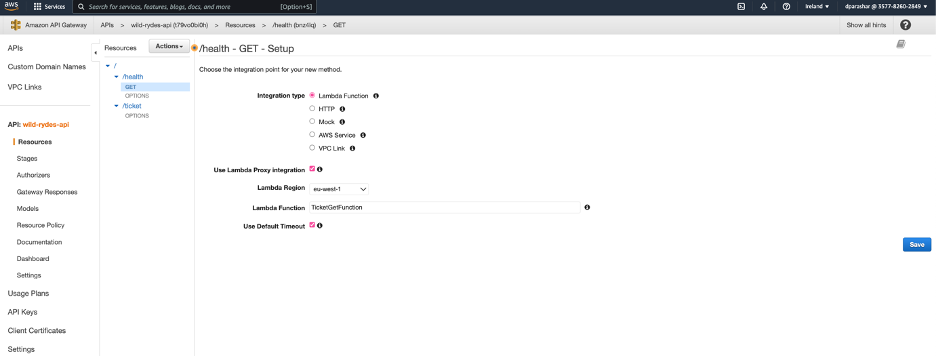 aws
Services
Search for services, features, blogs, docs, and more
[Option+S]
Ireland
dparashar @ 3577-8260-2849
Amazon API Gateway
APIs > wild-rydes-api (t79vo0bi0h) > Resources > /health (bnz4lq) > GET
Show all hints
APIs
Custom Domain Names
VPC Links
API: wild-rydes-api
Resources
Stages
Authorizers
Gateway Responses
Models
Resource Policy
Documentation
Dashboard
Settings
Usage Plans
API Keys
Client Certificates
Settings
Resources
Actions
/
/health
GET
OPTIONS
/ticket
OPTIONS
/health - GET - Setup
Choose the integration point for your new method.
Integration type
Lambda Function
HTTP
Mock
AWS Service
VPC Link
Use Lambda Proxy integration
Lambda Region
eu-west-1
Lambda Function
TicketGetFunction
Use Default Timeout
Save